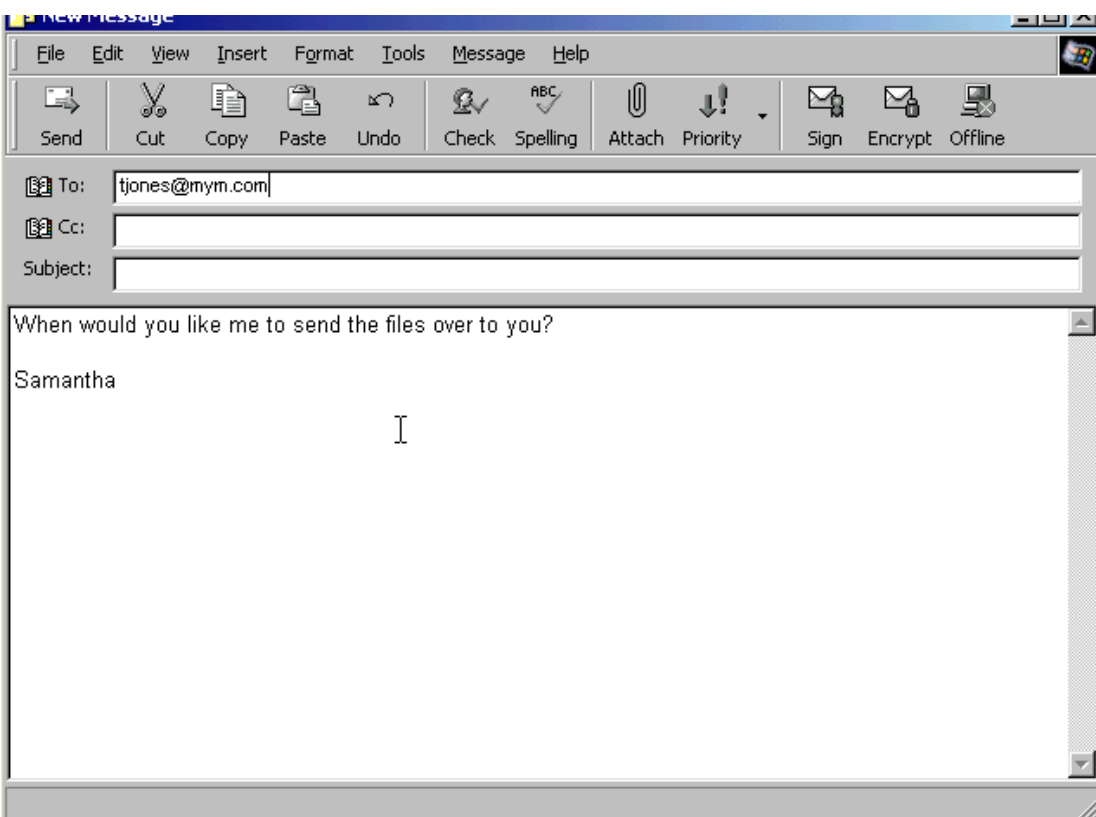 New Message
File Edit View Insert Format Tools Message Help
ABC
Send Cut Copy Paste Undo Check Spelling Attach Priority Sign Encrypt Offline
To: tjones@mym.com
Cc:
Subject:
When would you like me to send the files over to you?
Samantha